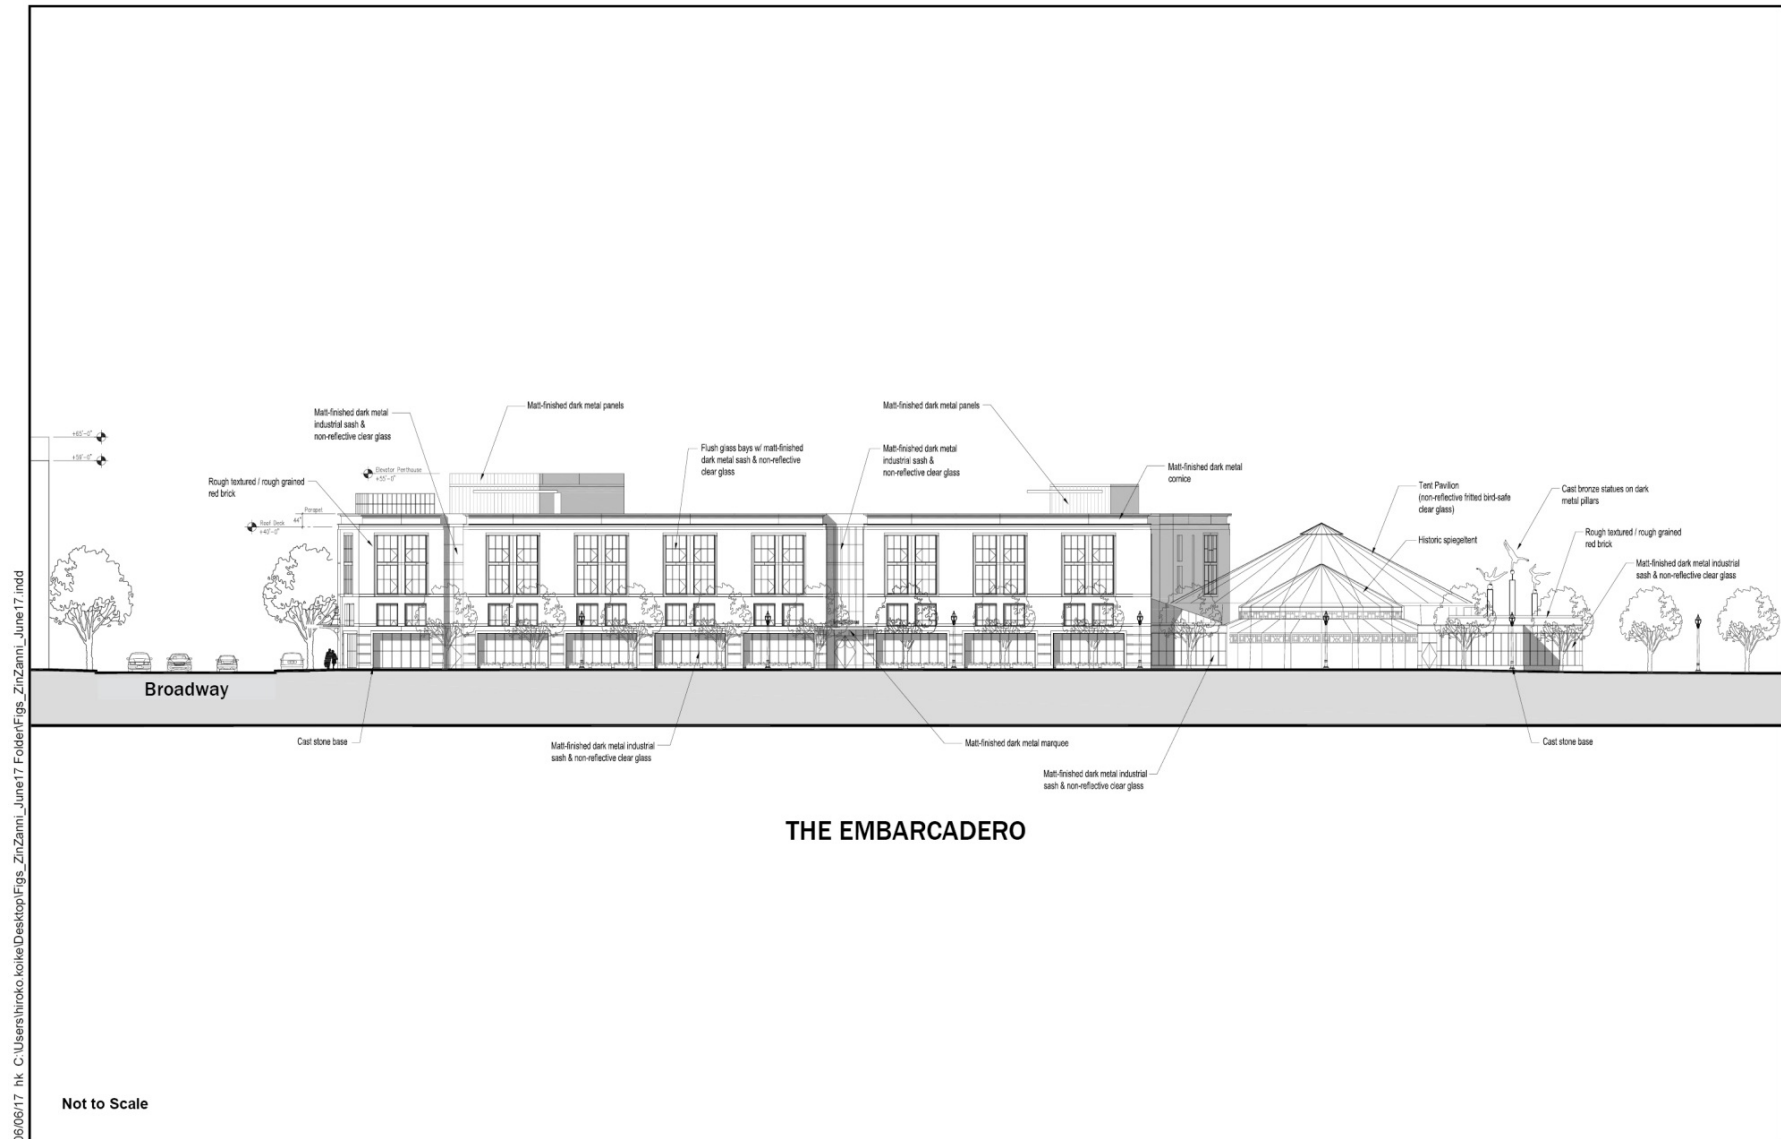 Matt-finished dark metal panels
Matt-finished dark metal panels
Matt-finished dark metal
industrial sash &
non-reflective clear glass
Flush glass bays w/ matt-finished
dark metal sash & non-reflective
clear glass
Matt-finished dark metal
industrial sash &
non-reflective clear glass
+65'-0"
Matt-finished dark metal
cornice
Elevator Penthouse
+55'-0"
Rough textured / rough grained
red brick
Tent Pavilion
(non-reflective fritted bird-safe
clear glass)
Cast bronze statues on dark
metal pillars
Parapet
44"
Roof Deck
+40'-0"
Historic spiegeltent
Rough textured / rough grained
red brick
Matt-finished dark metal industrial
sash & non-reflective clear glass
Broadway
Cast stone base
Matt-finished dark metal industrial
sash & non-reflective clear glass
Matt-finished dark metal marquee
Cast stone base
Matt-finished dark metal industrial
sash & non-reflective clear glass
THE EMBARCADERO
Not to Scale
06/06/17 hk C:\Users\hiroko.koike\Desktop\Figs_ZinZanni_June17 Folder\Figs_ZinZanni_June17.indd